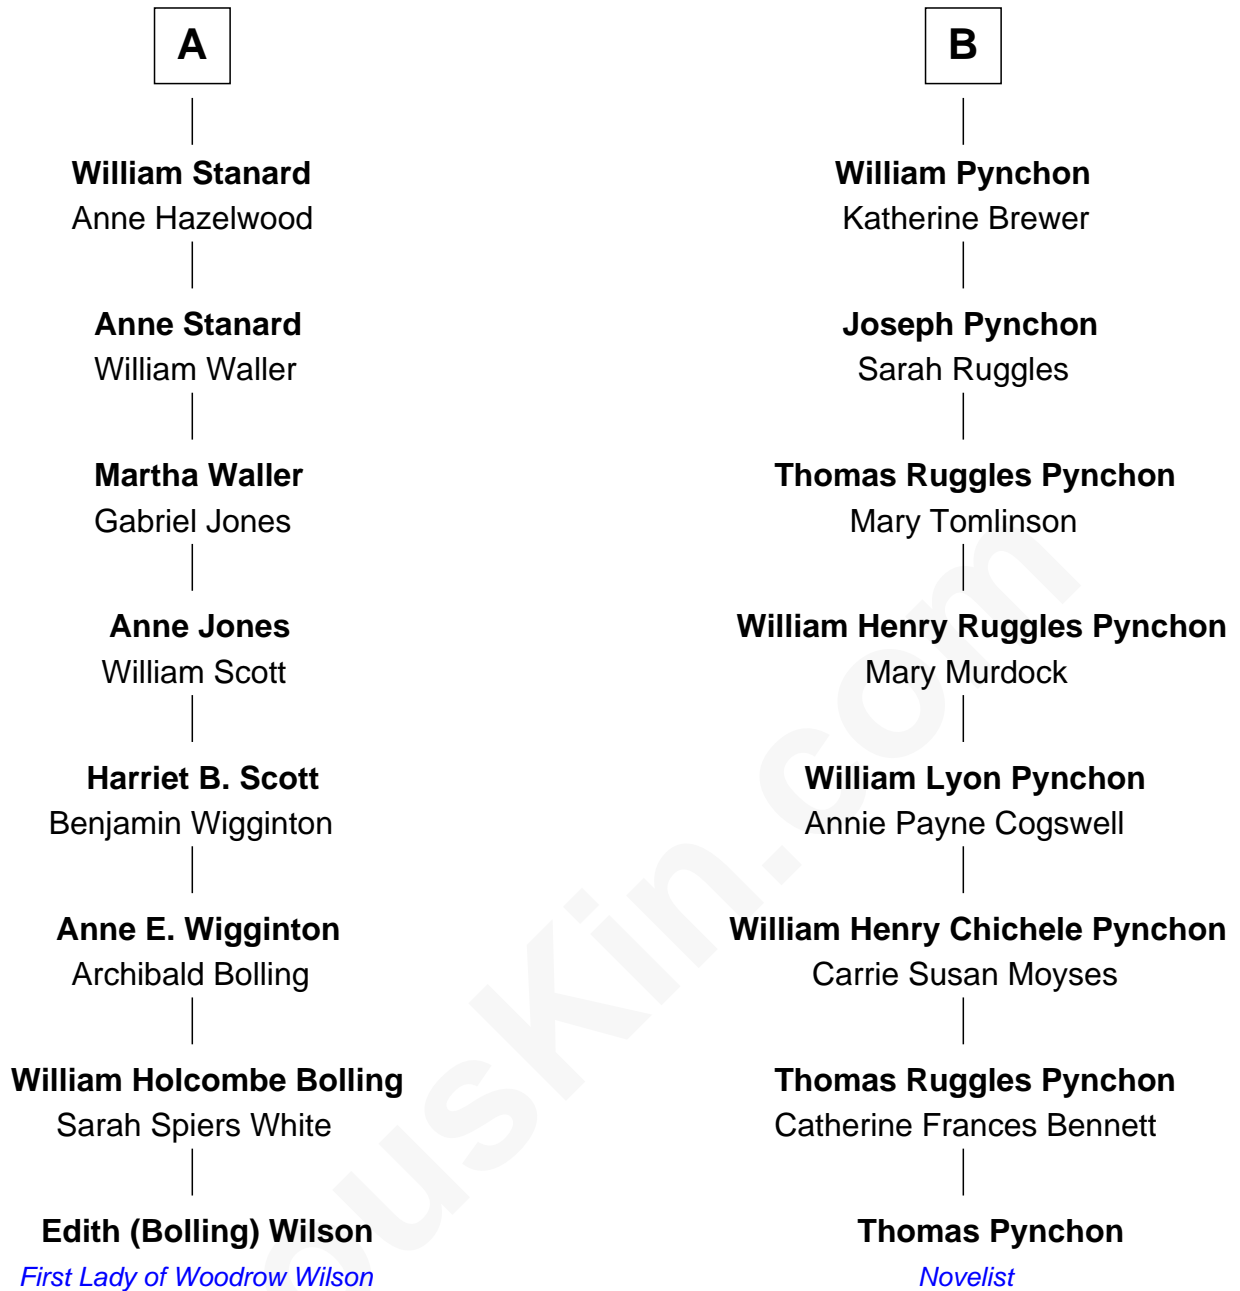 A
William Stanard
Anne Hazelwood
Anne Stanard
William Waller
Martha Waller
Gabriel Jones
Anne Jones
William Scott
Harriet B. Scott
Benjamin Wigginton
Anne E. Wigginton
Archibald Bolling
William Holcombe Bolling
Sarah Spiers White
Edith (Bolling) Wilson
First Lady of Woodrow Wilson
B
William Pynchon
Katherine Brewer
Joseph Pynchon
Sarah Ruggles
Thomas Ruggles Pynchon
Mary Tomlinson
William Henry Ruggles Pynchon
Mary Murdock
William Lyon Pynchon
Annie Payne Cogswell
William Henry Chichele Pynchon
Carrie Susan Moyses
Thomas Ruggles Pynchon
Catherine Frances Bennett
Thomas Pynchon
Novelist
ousKin.com